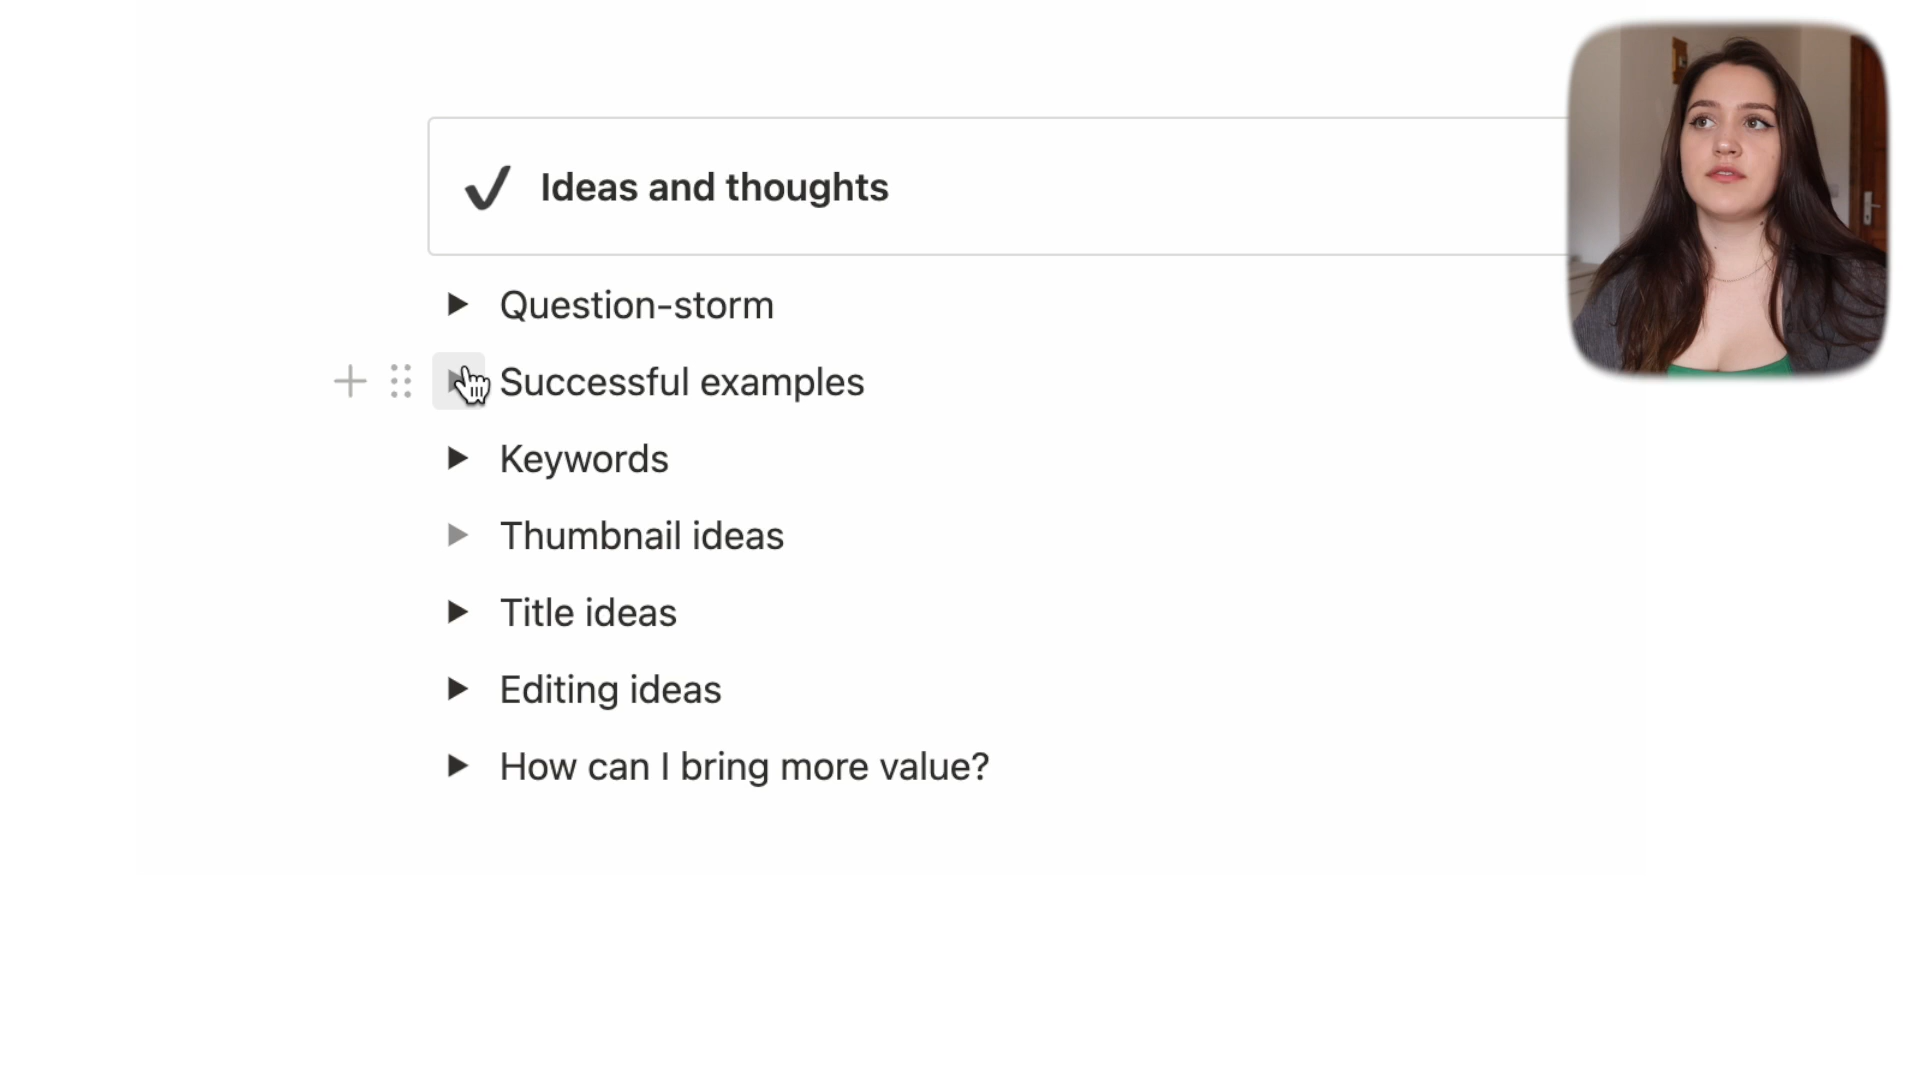 Ideas and thoughts
Question-storm
Successful examples
Keywords
Thumbnail ideas
Title ideas
Editing ideas
How can I bring more value?